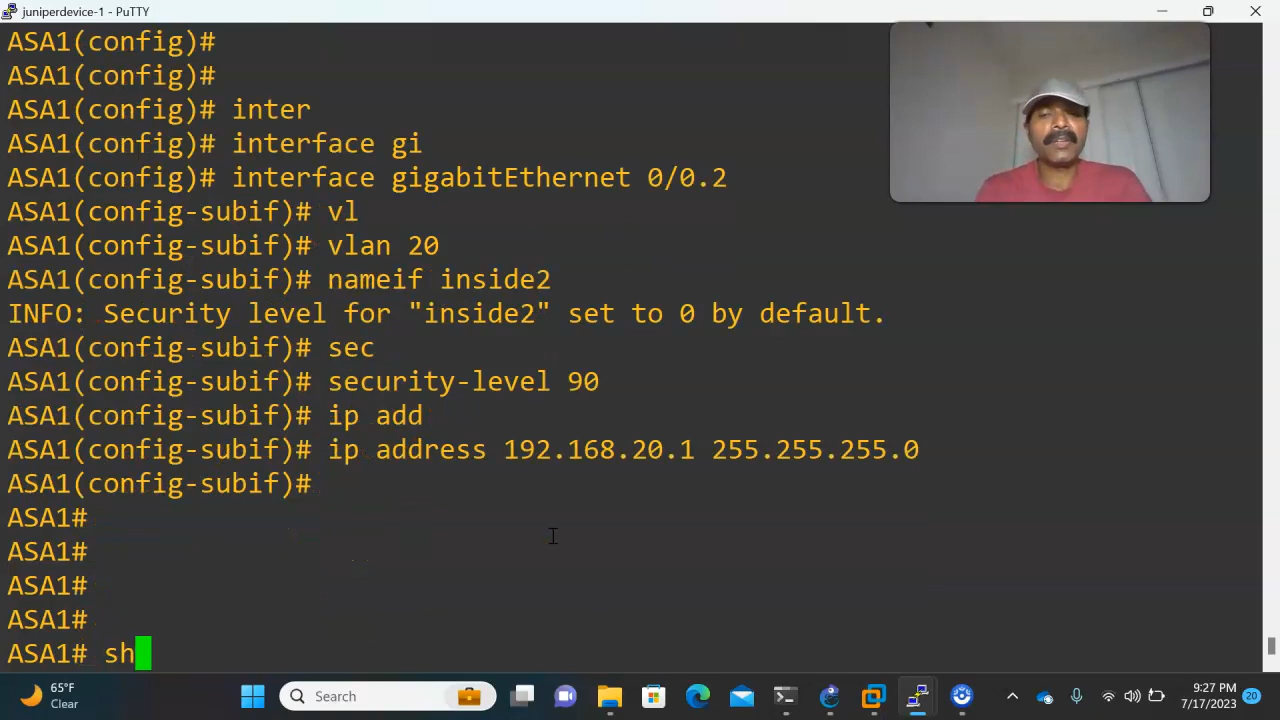 juniperdevice-1 - PuTTY
ASA1(config)#
ASA1(config)#
ASA1(config)# inter
ASA1(config)# interface gi
ASA1(config)# interface gigabitEthernet 0/0.2
ASA1(config-subif)# vl
ASA1(config-subif)# vlan 20
ASA1(config-subif)# nameif inside2
INFO: Security level for "inside2" set to 0 by default.
ASA1(config-subif)# sec
ASA1(config-subif)# security-level 90
ASA1(config-subif)# ip add
ASA1(config-subif)# ip address 192.168.20.1 255.255.255.0
ASA1(config-subif)#
ASA1#
ASA1#
ASA1#
ASA1#
ASA1# sh
65°F
Clear
Search
9:27 PM
7/17/2023
20